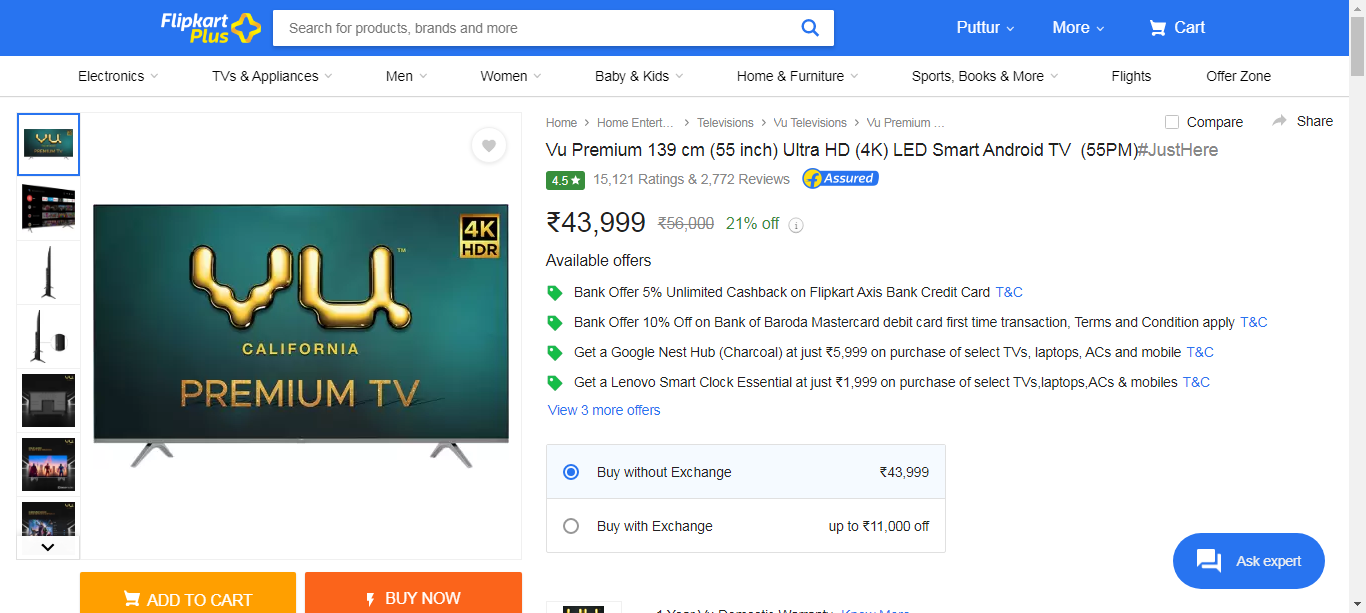 Flipkart
Plus
Search for products, brands and more
Puttur
More
Cart
Electronics
TVs & Appliances
Men
Women
Baby & Kids
Home & Furniture
Sports, Books & More
Flights
Offer Zone
Home
Home Entert...
Televisions
Vu Televisions
Vu Premium ...
Compare
Share
Vu Premium 139 cm (55 inch) Ultra HD (4K) LED Smart Android TV (55PM)#JustHere
4.5★ 15,121 Ratings & 2,772 Reviews Assured
₹43,999 ₹56,000 21% off
4K
HDR
vu™
CALIFORNIA
PREMIUM TV
Available offers
Bank Offer 5% Unlimited Cashback on Flipkart Axis Bank Credit Card T&C
Bank Offer 10% Off on Bank of Baroda Mastercard debit card first time transaction, Terms and Condition apply T&C
Get a Google Nest Hub (Charcoal) at just ₹5,999 on purchase of select TVs, laptops, ACs and mobile T&C
Get a Lenovo Smart Clock Essential at just ₹1,999 on purchase of select TVs,laptops,ACs & mobiles T&C
View 3 more offers
Buy without Exchange ₹43,999
Buy with Exchange up to ₹11,000 off
Ask expert
ADD TO CART
BUY NOW
1 Year Vu Domestic Warranty Know More